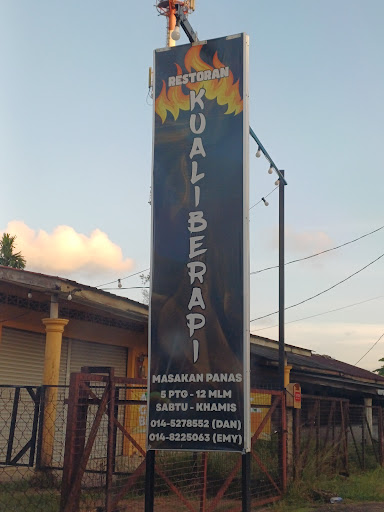 RESTORAN
KUALI BERAPI
MASAKAN PANAS
5 PTG - 12 MLM
SABTU - KHAMIS
014-5278552 (DAN)
014-8225063 (EMY)